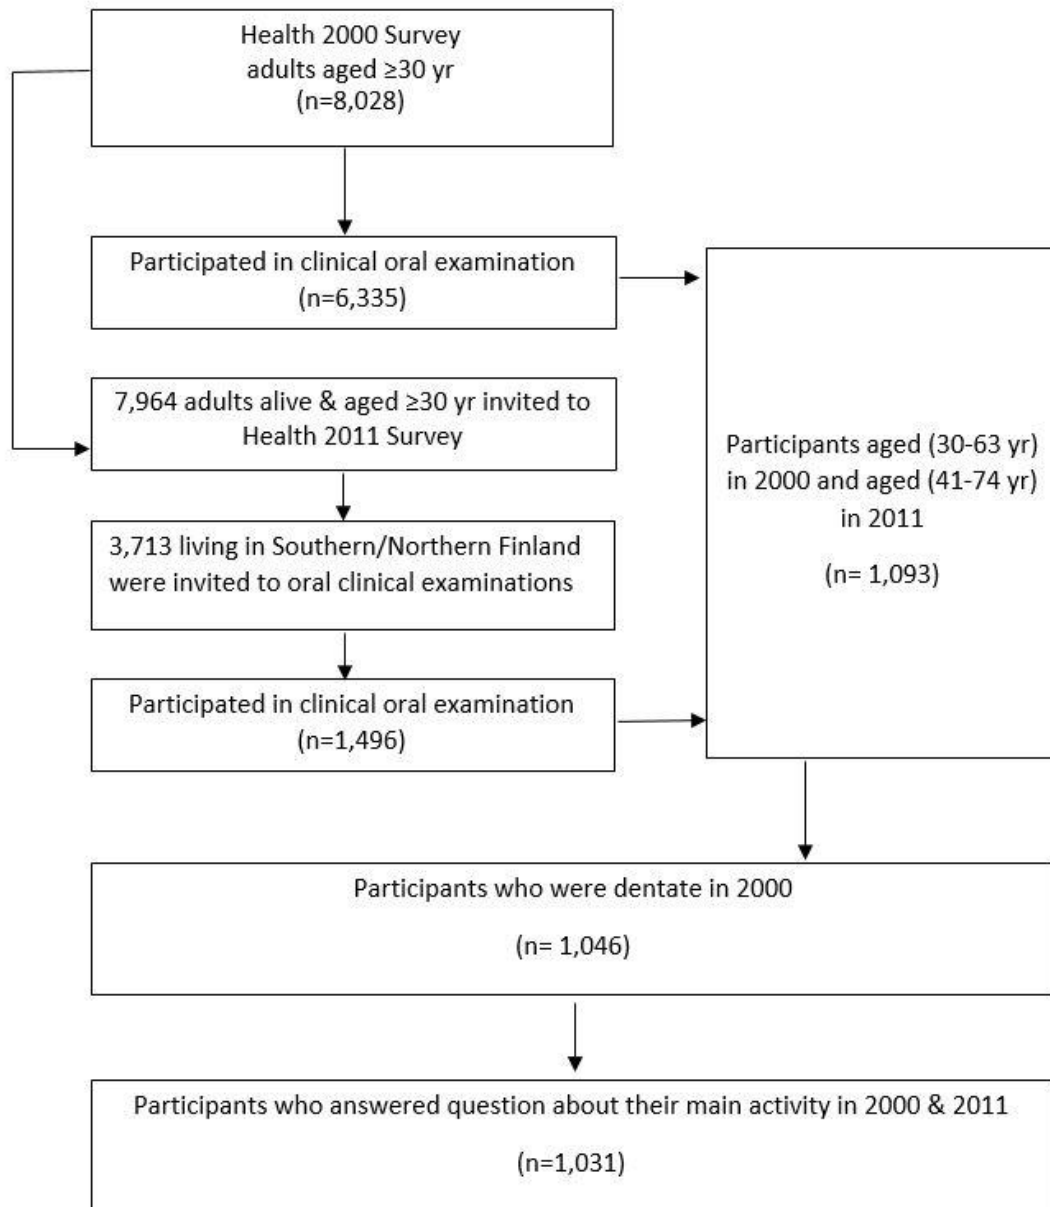 Health 2000 Survey
adults aged ≥30 yr
(n=8,028)
Participated in clinical oral examination
(n=6,335)
7,964 adults alive & aged ≥30 yr invited to
Health 2011 Survey
3,713 living in Southern/Northern Finland
were invited to oral clinical examinations
Participated in clinical oral examination
(n=1,496)
Participants aged (30-63 yr)
in 2000 and aged (41-74 yr)
in 2011
(n= 1,093)
Participants who were dentate in 2000
(n= 1,046)
Participants who answered question about their main activity in 2000 & 2011
(n=1,031)